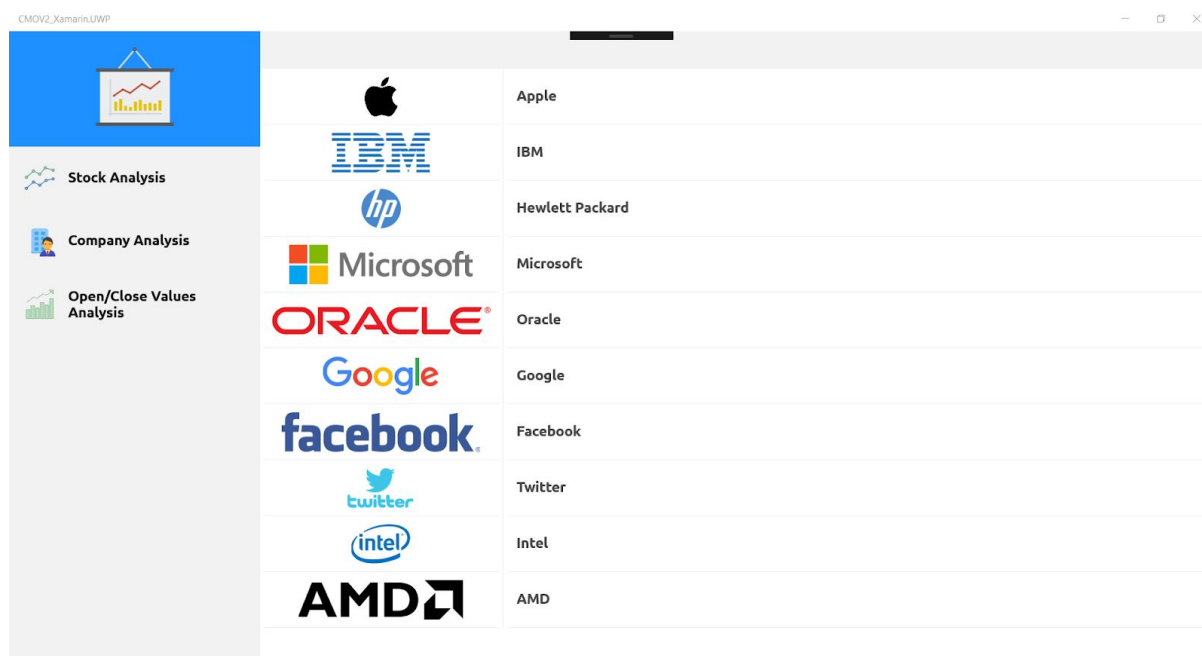 CMOV2_Xamarin.UWP
Stock Analysis
Company Analysis
Open/Close Values
Analysis
Apple
IBM
IBM
hp
Hewlett Packard
Microsoft
Microsoft
ORACLE®
Oracle
Google
Google
facebook.
Facebook
twitter
Twitter
intel
Intel
AMD
AMD